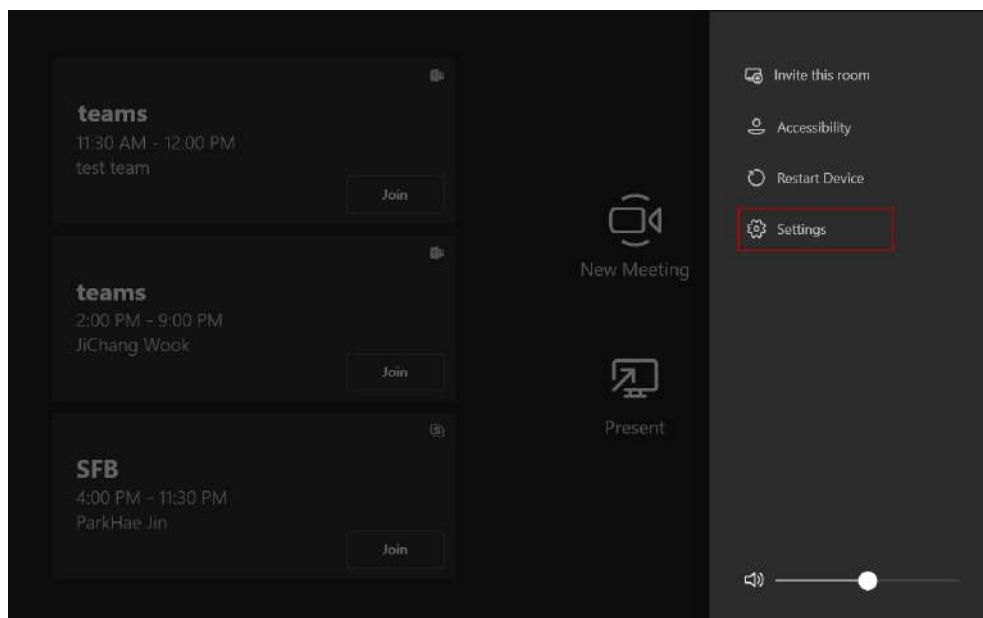 teams
11:30 AM - 12:00 PM
test team
Join
teams
2:00 PM - 9:00 PM
JiChang Wook
Join
SFB
4:00 PM - 11:30 PM
ParkHae Jin
Join
New Meeting
Present
Invite this room
Accessibility
Restart Device
Settings